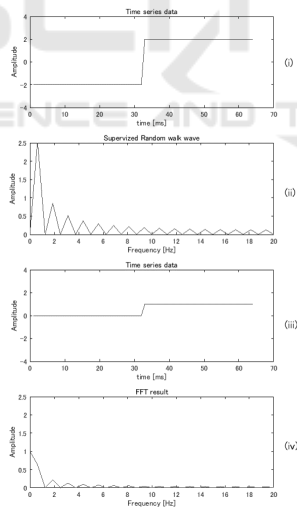 Time series data
4
2
0
-2
-4
Amplitude
0 10 20 30 40 50 60 70
time [ms]
(i)
Supervized Random walk wave
2.5
2
1.5
1
0.5
0
Amplitude
0 2 4 6 8 10 12 14 16 18 20
Frequency [Hz]
(ii)
Time series data
4
2
0
-2
-4
Amplitude
0 10 20 30 40 50 60 70
time [ms]
(iii)
FFT result
2.5
2
1.5
1
0.5
0
Amplitude
0 2 4 6 8 10 12 14 16 18 20
Frequency [Hz]
(iv)